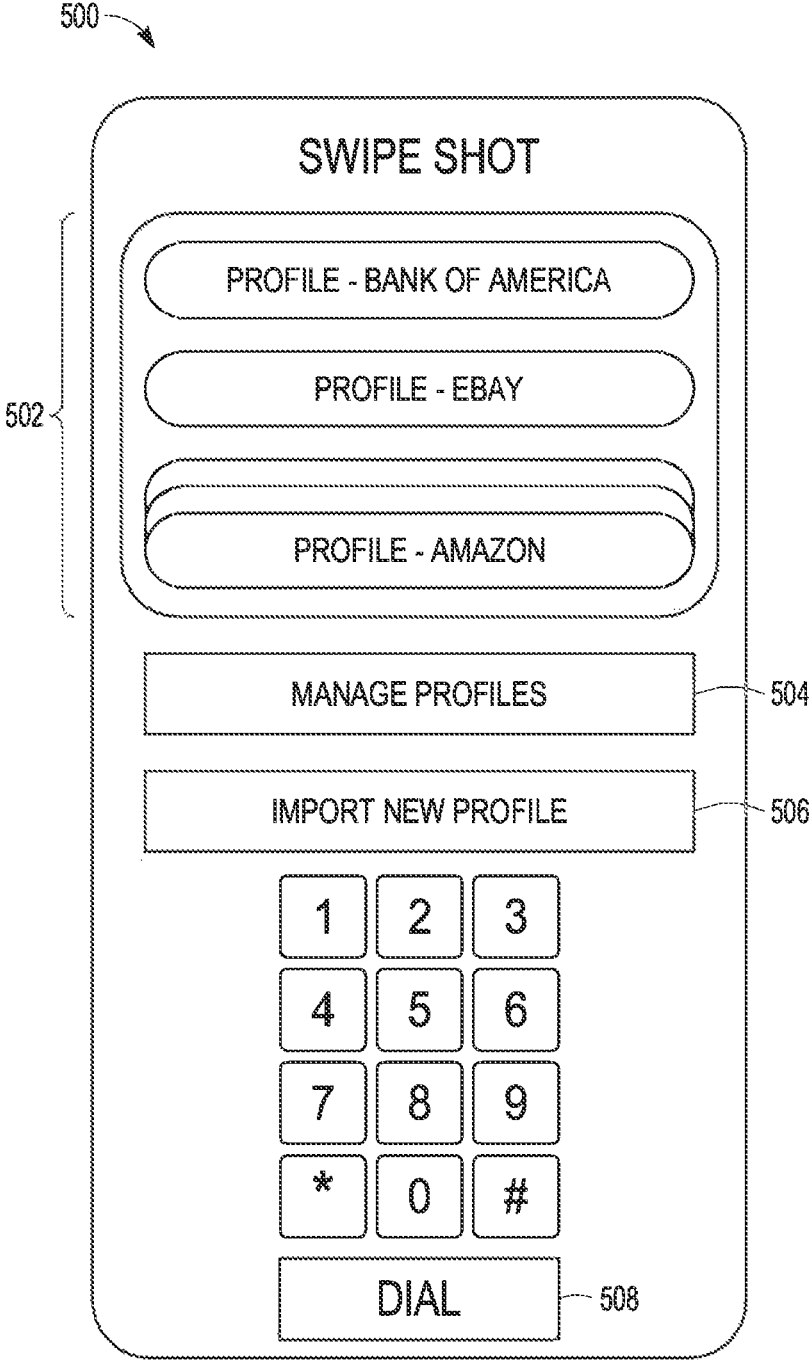 500
SWIPE SHOT
PROFILE - BANK OF AMERICA
PROFILE - EBAY
502
PROFILE - AMAZON
MANAGE PROFILES
504
IMPORT NEW PROFILE
506
1 2 3
4 5 6
7 8 9
* 0 #
DIAL
508